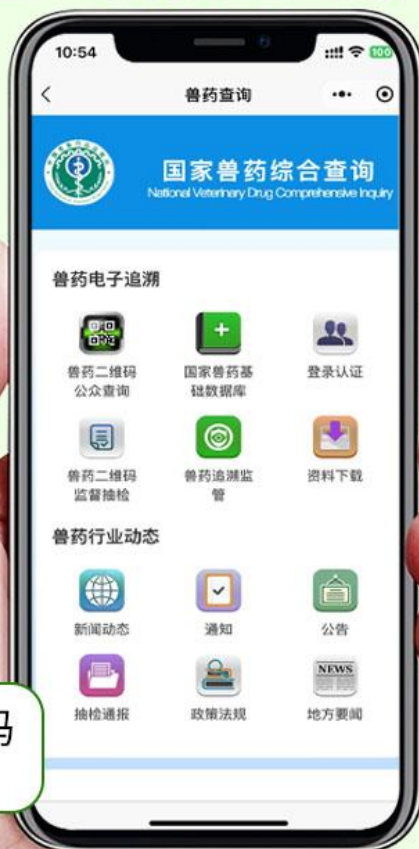 10:54
100
兽药查询
国家兽药综合查询
National Veterinary Drug Comprehensive Inquiry
兽药电子追溯
兽药二维码
公众查询
国家兽药基
础数据库
登录认证
兽药二维码
监督抽检
兽药追溯监
管
资料下载
兽药行业动态
新闻动态
通知
公告
NEWS
抽检通报
政策法规
地方要闻
码